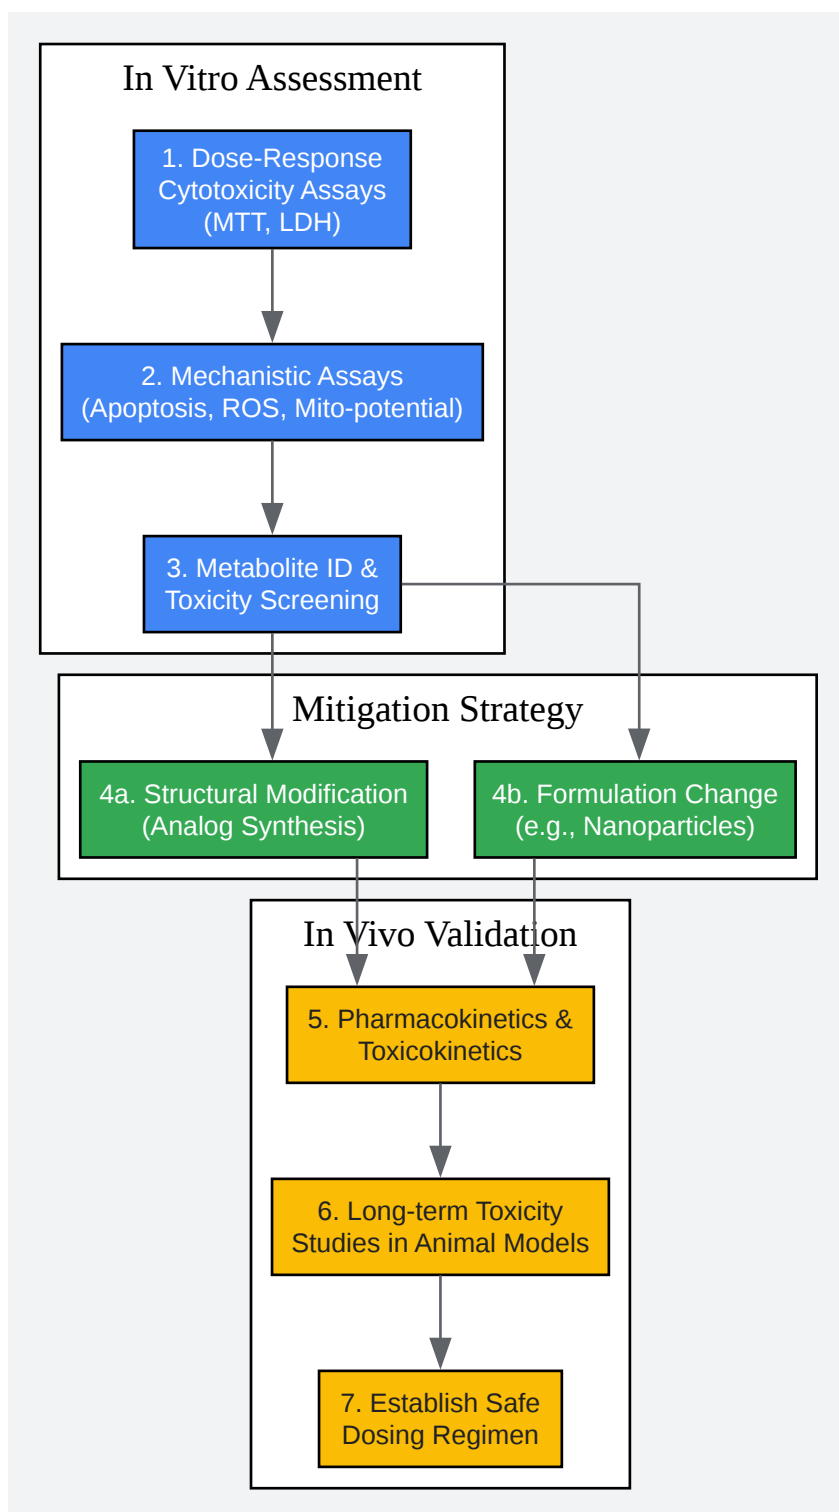 In Vitro Assessment
1. Dose-Response
Cytotoxicity Assays
(MTT, LDH)
2. Mechanistic Assays
(Apoptosis, ROS, Mito-potential)
3. Metabolite ID &
Toxicity Screening
Mitigation Strategy
4a. Structural Modification
(Analog Synthesis)
4b. Formulation Change
(e.g., Nanoparticles)
In Vivo Validation
5. Pharmacokinetics &
Toxicokinetics
6. Long-term Toxicity
Studies in Animal Models
7. Establish Safe
Dosing Regimen